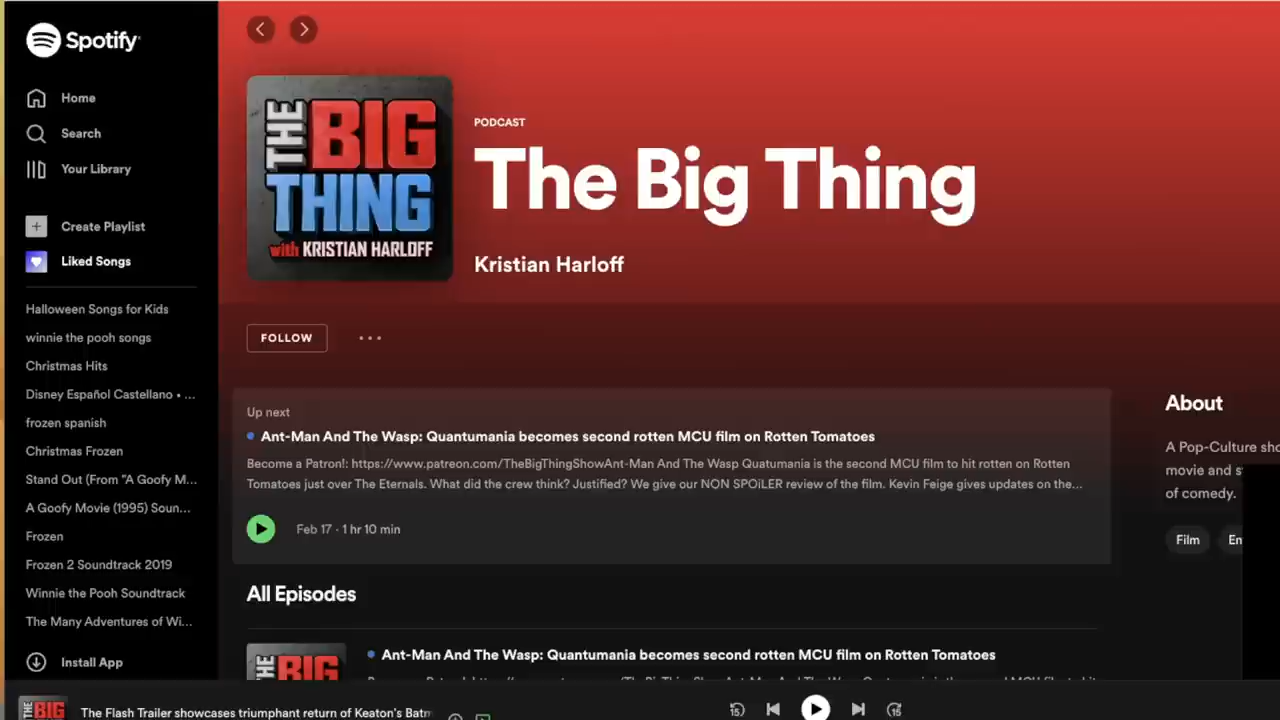 Spotify
Home
Search
Your Library
Create Playlist
Liked Songs
Halloween Songs for Kids
winnie the pooh songs
Christmas Hits
Disney Español Castellano • ...
frozen spanish
Christmas Frozen
Stand Out (From "A Goofy M...
A Goofy Movie (1995) Soun...
Frozen
Frozen 2 Soundtrack 2019
Winnie the Pooh Soundtrack
The Many Adventures of Wi...
Install App
THE BIG
THING
with KRISTIAN HARLOFF
PODCAST
The Big Thing
Kristian Harloff
FOLLOW
Up next
Ant-Man And The Wasp: Quantumania becomes second rotten MCU film on Rotten Tomatoes
Become a Patron!: https://www.patreon.com/TheBigThingShowAnt-Man And The Wasp Quatumania is the second MCU film to hit rotten on Rotten
Tomatoes just over The Eternals. What did the crew think? Justified? We give our NON SPOiLER review of the film. Kevin Feige gives updates on the...
Feb 17 · 1 hr 10 min
About
A Pop-Culture
movie and
of comedy.
Film
All Episodes
THE BIG
Ant-Man And The Wasp: Quantumania becomes second rotten MCU film on Rotten Tomatoes
THE BIG
The Flash Trailer showcases triumphant return of Keaton's
15
15